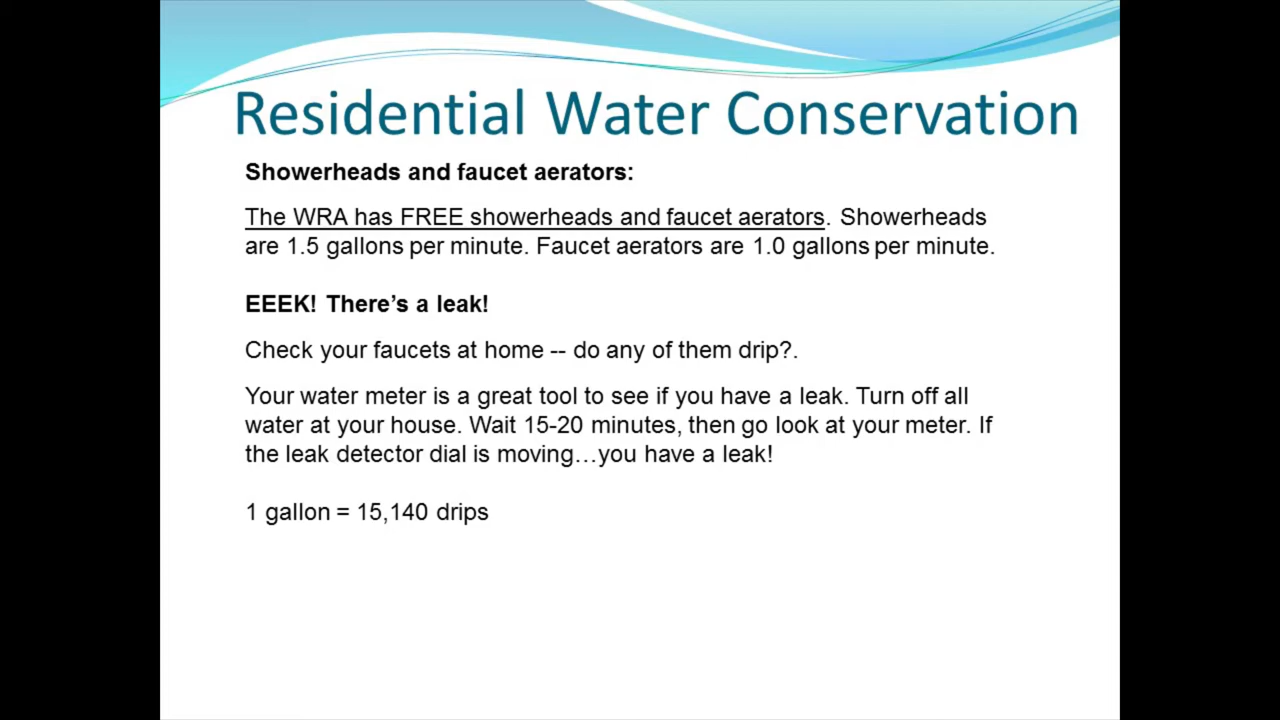 Residential Water Conservation
Showerheads and faucet aerators:
The WRA has FREE showerheads and faucet aerators. Showerheads
are 1.5 gallons per minute. Faucet aerators are 1.0 gallons per minute.
EEEK! There’s a leak!
Check your faucets at home -- do any of them drip?.
Your water meter is a great tool to see if you have a leak. Turn off all
water at your house. Wait 15-20 minutes, then go look at your meter. If
the leak detector dial is moving…you have a leak!
1 gallon = 15,140 drips